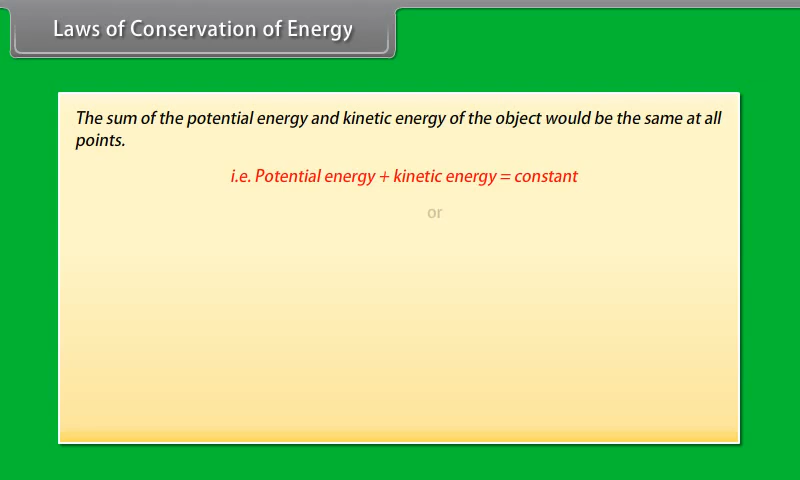 Laws of Conservation of Energy
The sum of the potential energy and kinetic energy of the object would be the same at all
points.
i.e. Potential energy + kinetic energy = constant
or